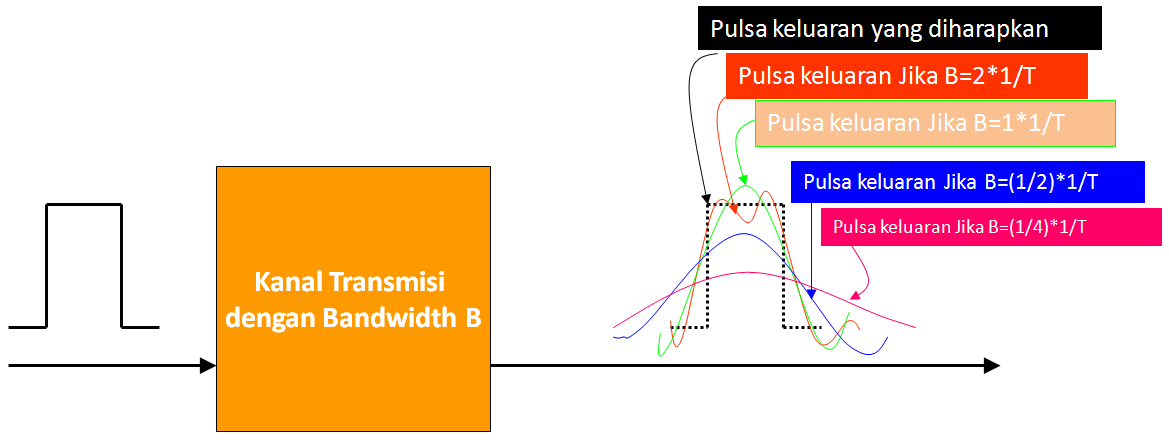 Pulsa keluaran yang diharapkan
Pulsa keluaran Jika B=2*1/T
Pulsa keluaran Jika B=1*1/T
Pulsa keluaran Jika B=(1/2)*1/T
Pulsa keluaran Jika B=(1/4)*1/T
Kanal Transmisi
dengan Bandwidth B